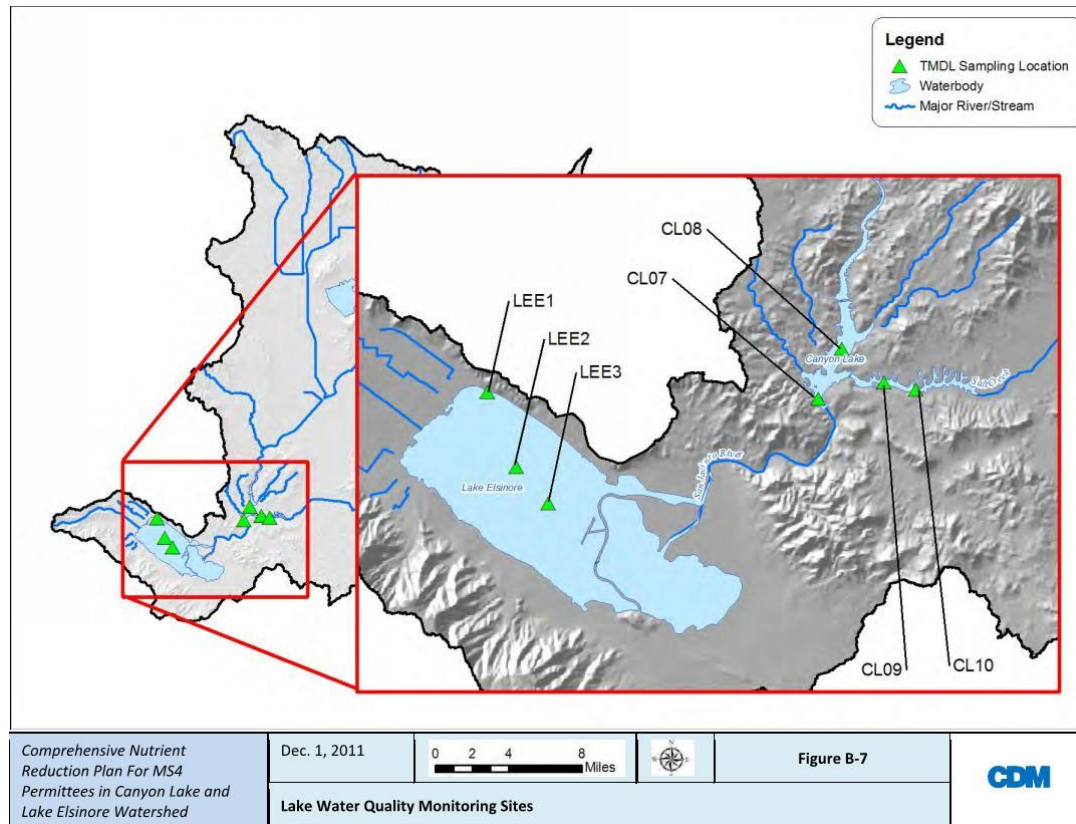 Legend
TMDL Sampling Location
Waterbody
Major River/Stream
CL08
CL07
LEE1
LEE2
LEE3
Canyon Lake
Salt Creek
Lake Elsinore
San Jacinto River
CL09
CL10
Comprehensive Nutrient
Reduction Plan For MS4
Permittees in Canyon Lake and
Lake Elsinore Watershed
Dec. 1, 2011
0 2 4 8
Miles
N
Figure B-7
CDM
Lake Water Quality Monitoring Sites